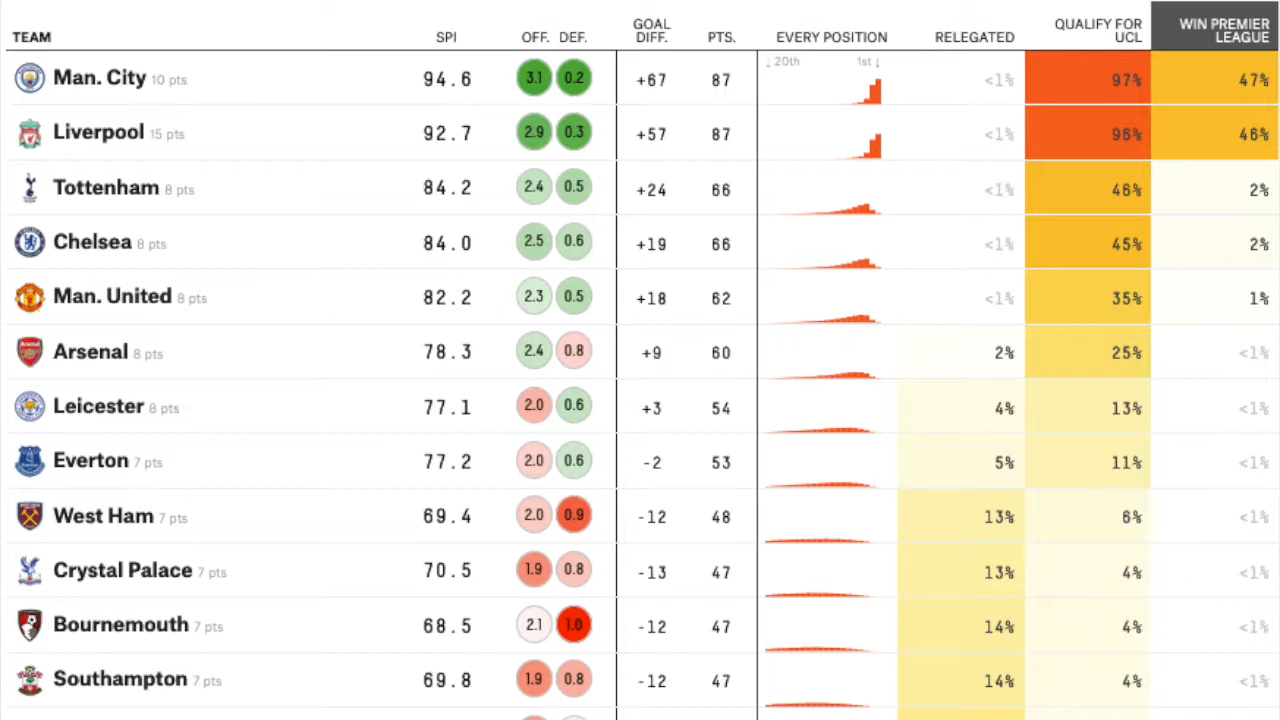 TEAM SPI OFF. DEF. GOAL DIFF. PTS. EVERY POSITION RELEGATED QUALIFY FOR UCL WIN PREMIER LEAGUE
↓ 20th 1st ↓
Man. City 10 pts 94.6 3.1 0.2 +67 87 <1% 97% 47%
Liverpool 15 pts 92.7 2.9 0.3 +57 87 <1% 96% 46%
Tottenham 8 pts 84.2 2.4 0.5 +24 66 <1% 46% 2%
Chelsea 8 pts 84.0 2.5 0.6 +19 66 <1% 45% 2%
Man. United 8 pts 82.2 2.3 0.5 +18 62 <1% 35% 1%
Arsenal 8 pts 78.3 2.4 0.8 +9 60 2% 25% <1%
Leicester 8 pts 77.1 2.0 0.6 +3 54 4% 13% <1%
Everton 7 pts 77.2 2.0 0.6 -2 53 5% 11% <1%
West Ham 7 pts 69.4 2.0 0.9 -12 48 13% 6% <1%
Crystal Palace 7 pts 70.5 1.9 0.8 -13 47 13% 4% <1%
Bournemouth 7 pts 68.5 2.1 1.0 -12 47 14% 4% <1%
Southampton 7 pts 69.8 1.9 0.8 -12 47 14% 4% <1%